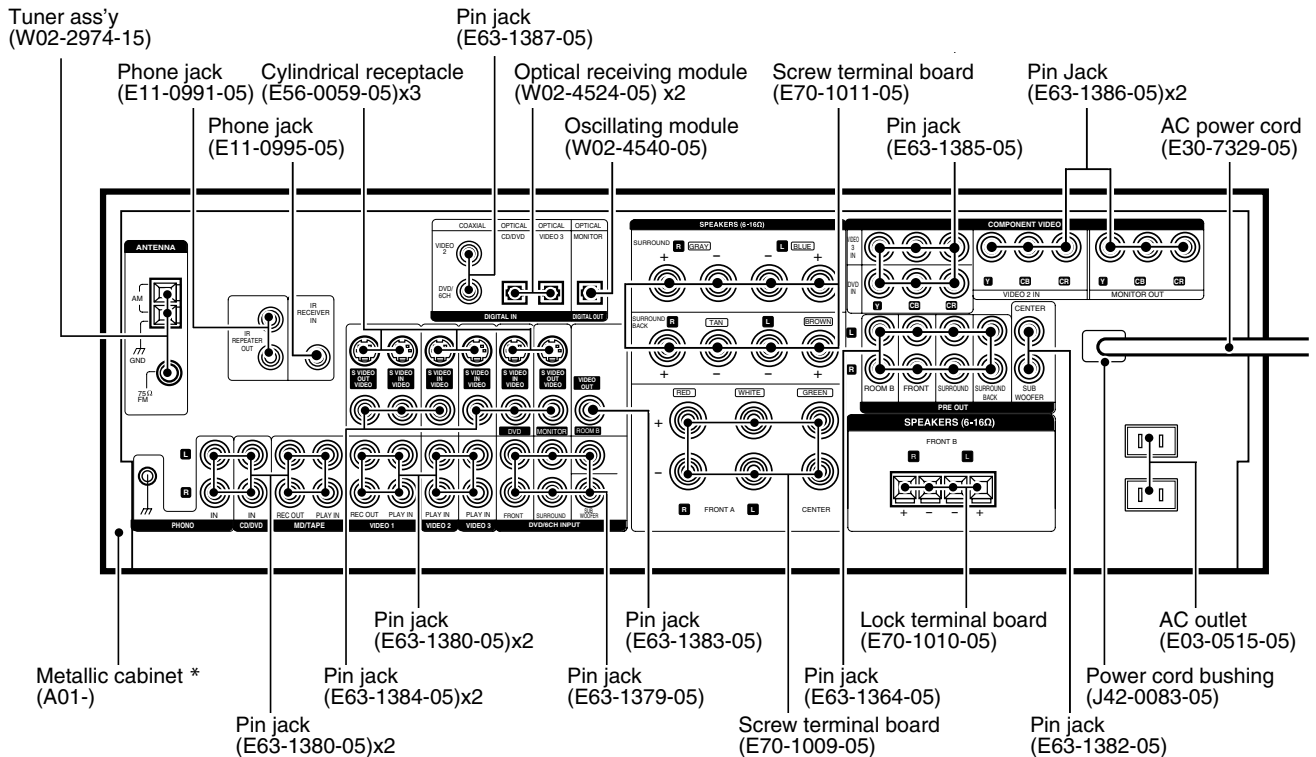 Tuner ass'y
(W02-2974-15)
Pin jack
(E63-1387-05)
Phone jack
(E11-0991-05)
Cylindrical receptacle
(E56-0059-05)x3
Optical receiving module
(W02-4524-05) x2
Screw terminal board
(E70-1011-05)
Pin Jack
(E63-1386-05)x2
Phone jack
(E11-0995-05)
Oscillating module
(W02-4540-05)
Pin jack
(E63-1385-05)
AC power cord
(E30-7329-05)
ANTENNA
AM
GND
75Ω
FM
IR
REPEATER
OUT
IR
RECEIVER
IN
COAXIAL
OPTICAL
OPTICAL
OPTICAL
CD/DVD
VIDEO 3
MONITOR
VIDEO
2
DVD/
6CH
DIGITAL IN
DIGITAL OUT
SPEAKERS (6-16Ω)
SURROUND
R
GRAY
L
BLUE
+ − − +
SURROUND
BACK
R
TAN
L
BROWN
+ − − +
RED
WHITE
GREEN
+
−
R
FRONT A
L
CENTER
COMPONENT VIDEO
VIDEO
3
IN
DVD
IN
Y CB CR
Y CB CR
Y CB CR
VIDEO 2 IN
MONITOR OUT
CENTER
L
R
ROOM B
FRONT
SURROUND
SURROUND
BACK
SUB
WOOFER
PRE OUT
SPEAKERS (6-16Ω)
FRONT B
R
L
+ − − +
S VIDEO
OUT
VIDEO
S VIDEO
IN
VIDEO
S VIDEO
IN
VIDEO
S VIDEO
IN
VIDEO
S VIDEO
IN
VIDEO
S VIDEO
OUT
VIDEO
VIDEO
OUT
DVD
MONITOR
ROOM B
L
R
IN
IN
REC OUT
PLAY IN
REC OUT
PLAY IN
PLAY IN
PLAY IN
FRONT
SURROUND
SUB
WOOFER
PHONO
CD/DVD
MD/TAPE
VIDEO 1
VIDEO 2
VIDEO 3
DVD/6CH INPUT
Pin jack
(E63-1380-05)x2
Pin jack
(E63-1383-05)
Lock terminal board
(E70-1010-05)
AC outlet
(E03-0515-05)
Metallic cabinet *
(A01-)
Pin jack
(E63-1384-05)x2
Pin jack
(E63-1379-05)
Pin jack
(E63-1364-05)
Power cord bushing
(J42-0083-05)
Pin jack
(E63-1380-05)x2
Screw terminal board
(E70-1009-05)
Pin jack
(E63-1382-05)